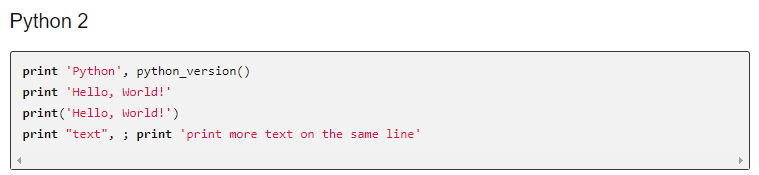 Python 2
print 'Python', python_version()
print 'Hello, World!'
print('Hello, World!')
print "text", ; print 'print more text on the same line'